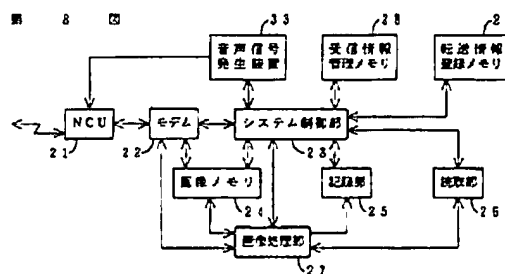 第 8 図
33
28
2
音声信号
発生装置
受信情報
管理メモリ
転送情報
登録メモリ
NCU
モデム
システム制御部
21
22
23
画像メモリ
記録部
読取部
24
25
26
画像処理部
27